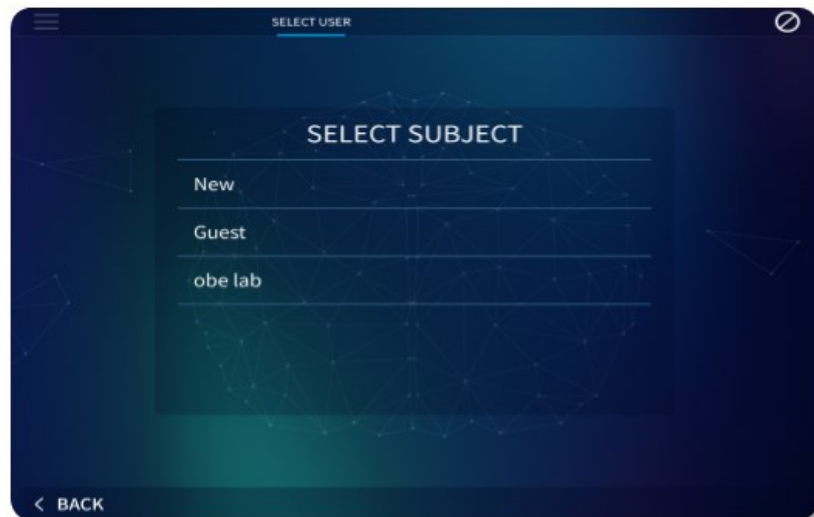 SELECT USER
SELECT SUBJECT
New
Guest
obe lab
< BACK